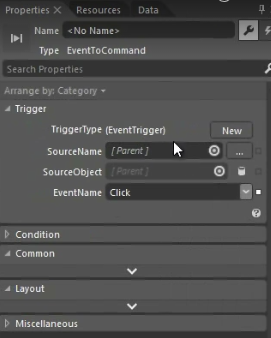 Properties × Resources Data
Name <No Name>
Type EventToCommand
Search Properties
Arrange by: Category
Trigger
TriggerType (EventTrigger) New
SourceName [Parent] ...
SourceObject [Parent]
EventName Click
Condition
Common
Layout
Miscellaneous